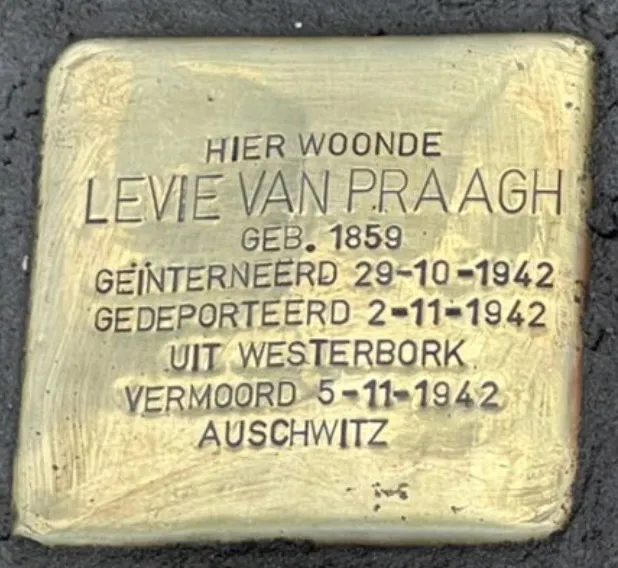 HIER WOONDE
LEVIE VAN PRAAGH
GEB. 1859
GEÏNTERNEERD 29-10-1942
GEDEPORTEERD 2-11-1942
UIT WESTERBORK
VERMOORD 5-11-1942
AUSCHWITZ